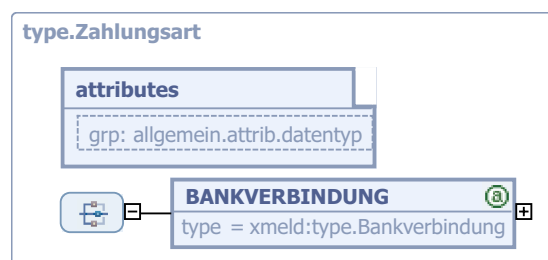 type.Zahlungsart
attributes
grp: allgemein.attrib.datentyp
BANKVERBINDUNG
type = xmeld:type.Bankverbindung